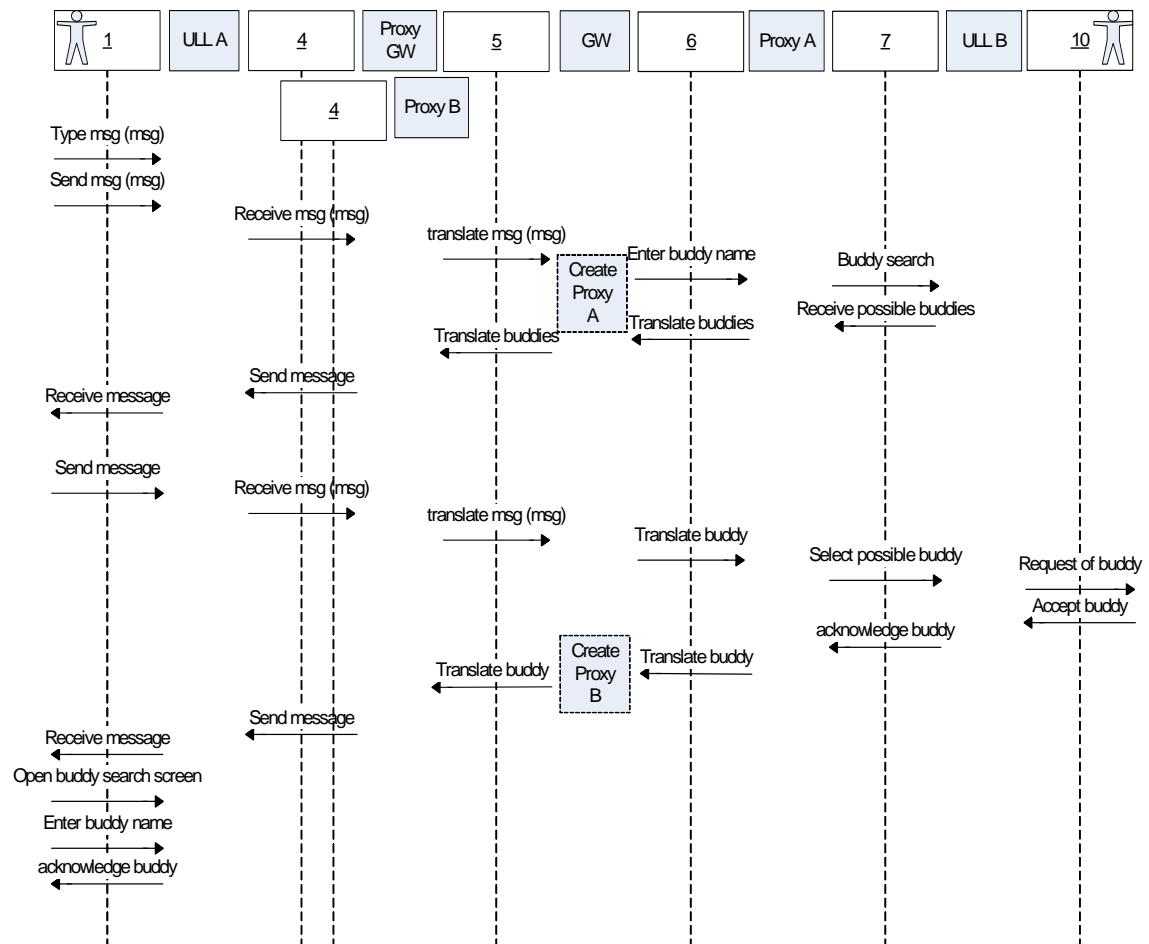 1
ULL A
4
Proxy
GW
5
GW
6
Proxy A
7
ULL B
10
4
Proxy B
Type msg (msg)
Send msg (msg)
Receive msg (msg)
translate msg (msg)
Create
Proxy
A
Enter buddy name
Buddy search
Receive possible buddies
Translate buddies
Translate buddies
Send message
Receive message
Send message
Receive msg (msg)
translate msg (msg)
Translate buddy
Select possible buddy
Request of buddy
Accept buddy
acknowledge buddy
Create
Proxy
B
Translate buddy
Translate buddy
Send message
Receive message
Open buddy search screen
Enter buddy name
acknowledge buddy